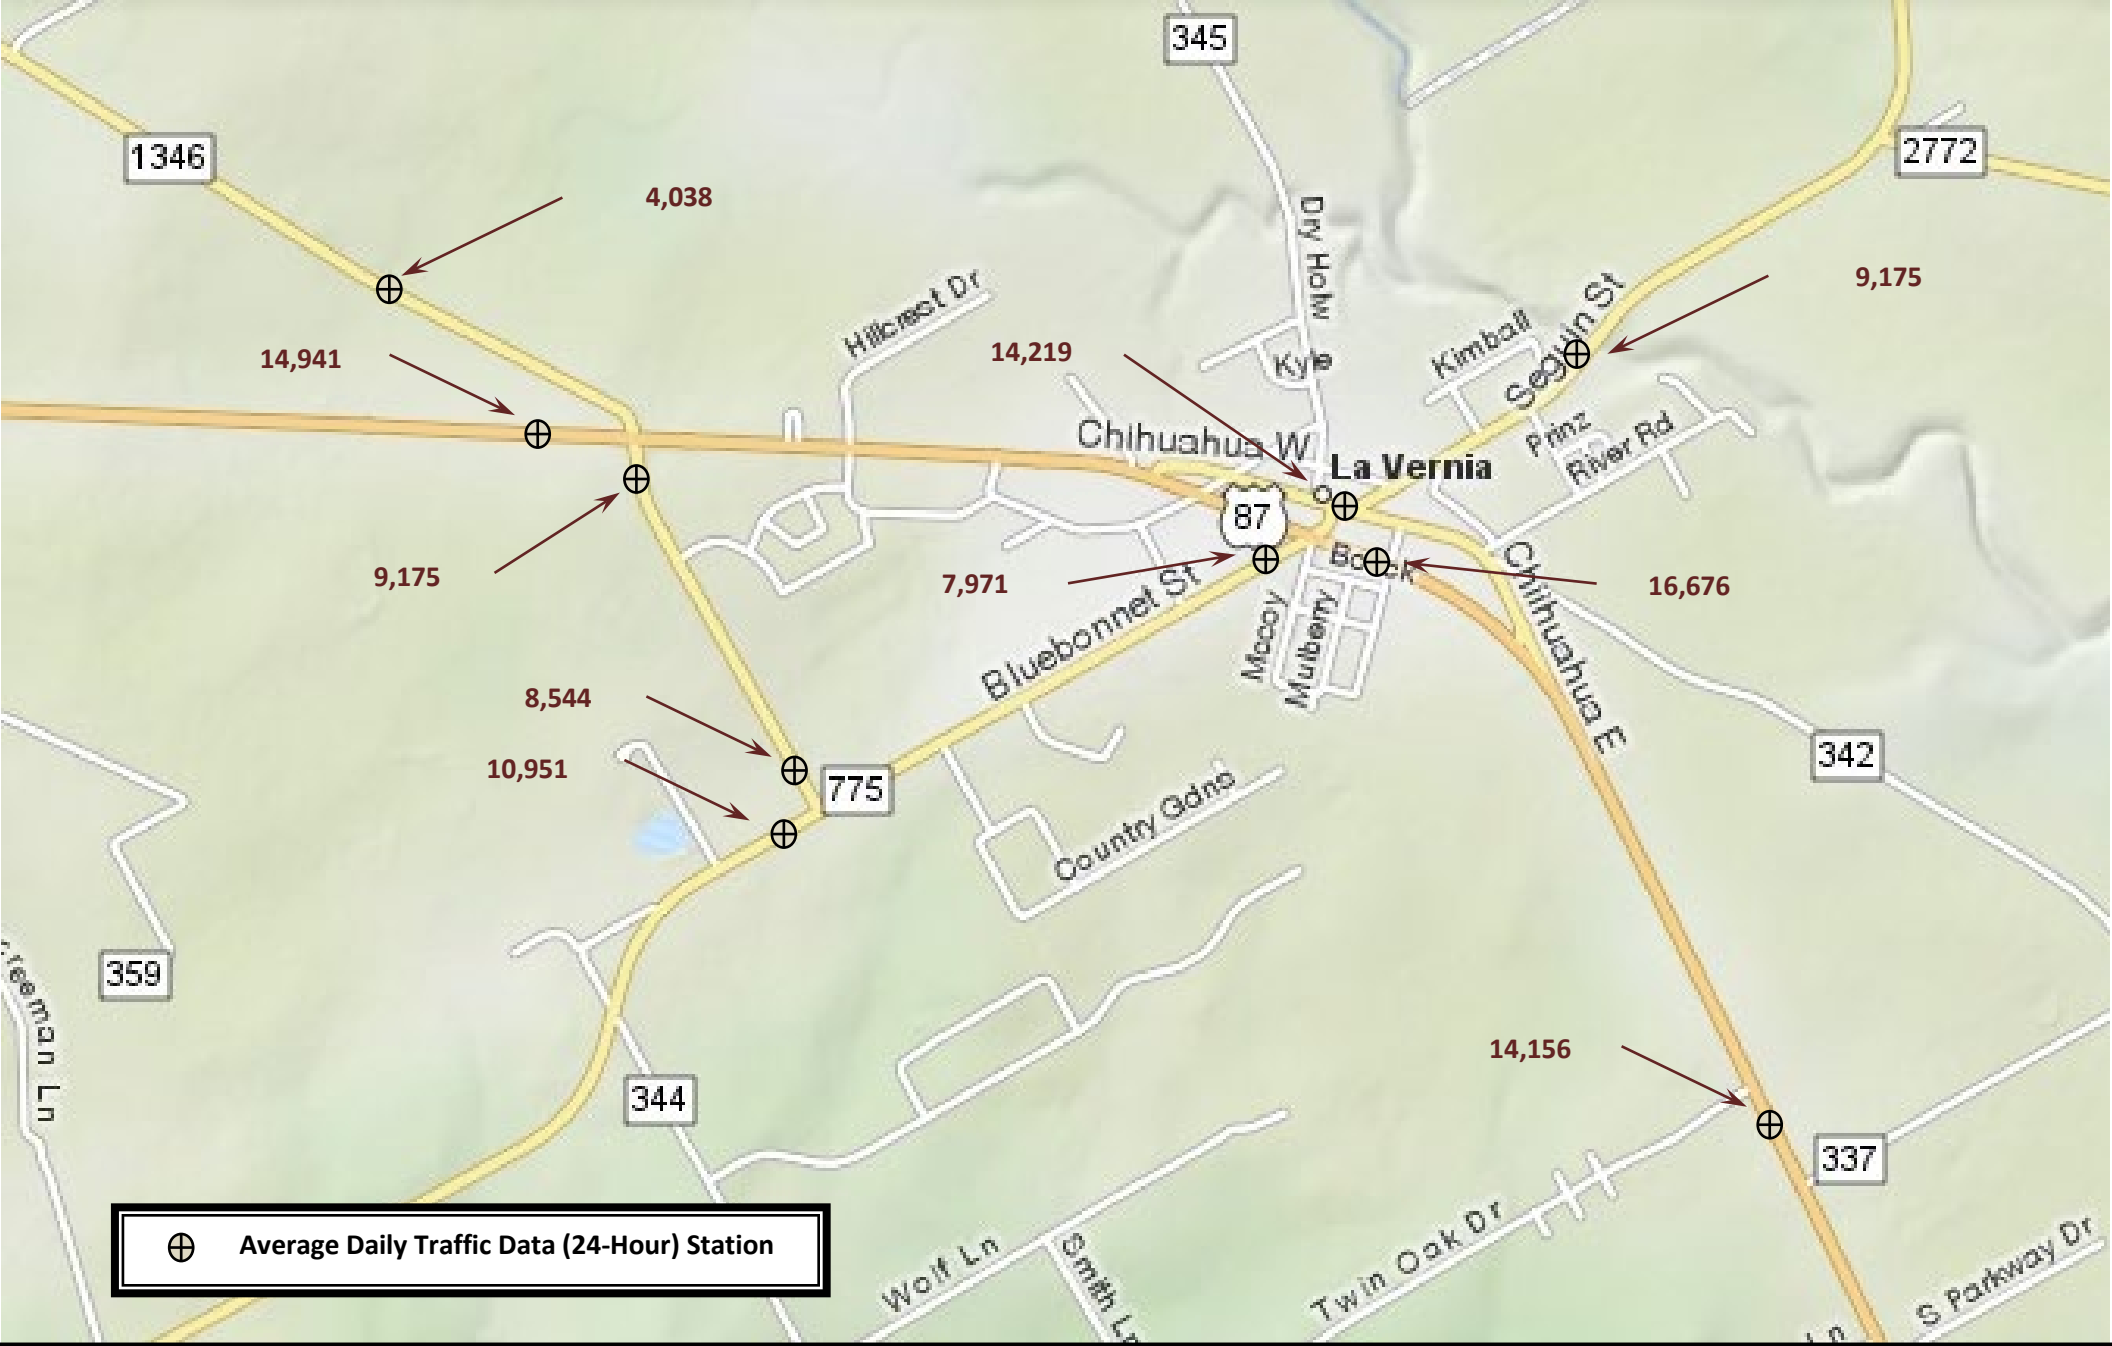 345
1346
2772
4,038
Dry Holw
9,175
Hillcrest Dr
14,941
14,219
Kimball
Seguin St
Kyle
Prinz
River Rd
Chihuahua W
La Vernia
87
9,175
7,971
Bluebonnet St
Mccoy
Mulberry
16,676
Chihuahua E
8,544
10,951
775
342
Country Gdns
359
344
14,156
337
Twin Oak Dr
S Parkway Dr
Wolf Ln
Smith Ln
Ln
Average Daily Traffic Data (24-Hour) Station